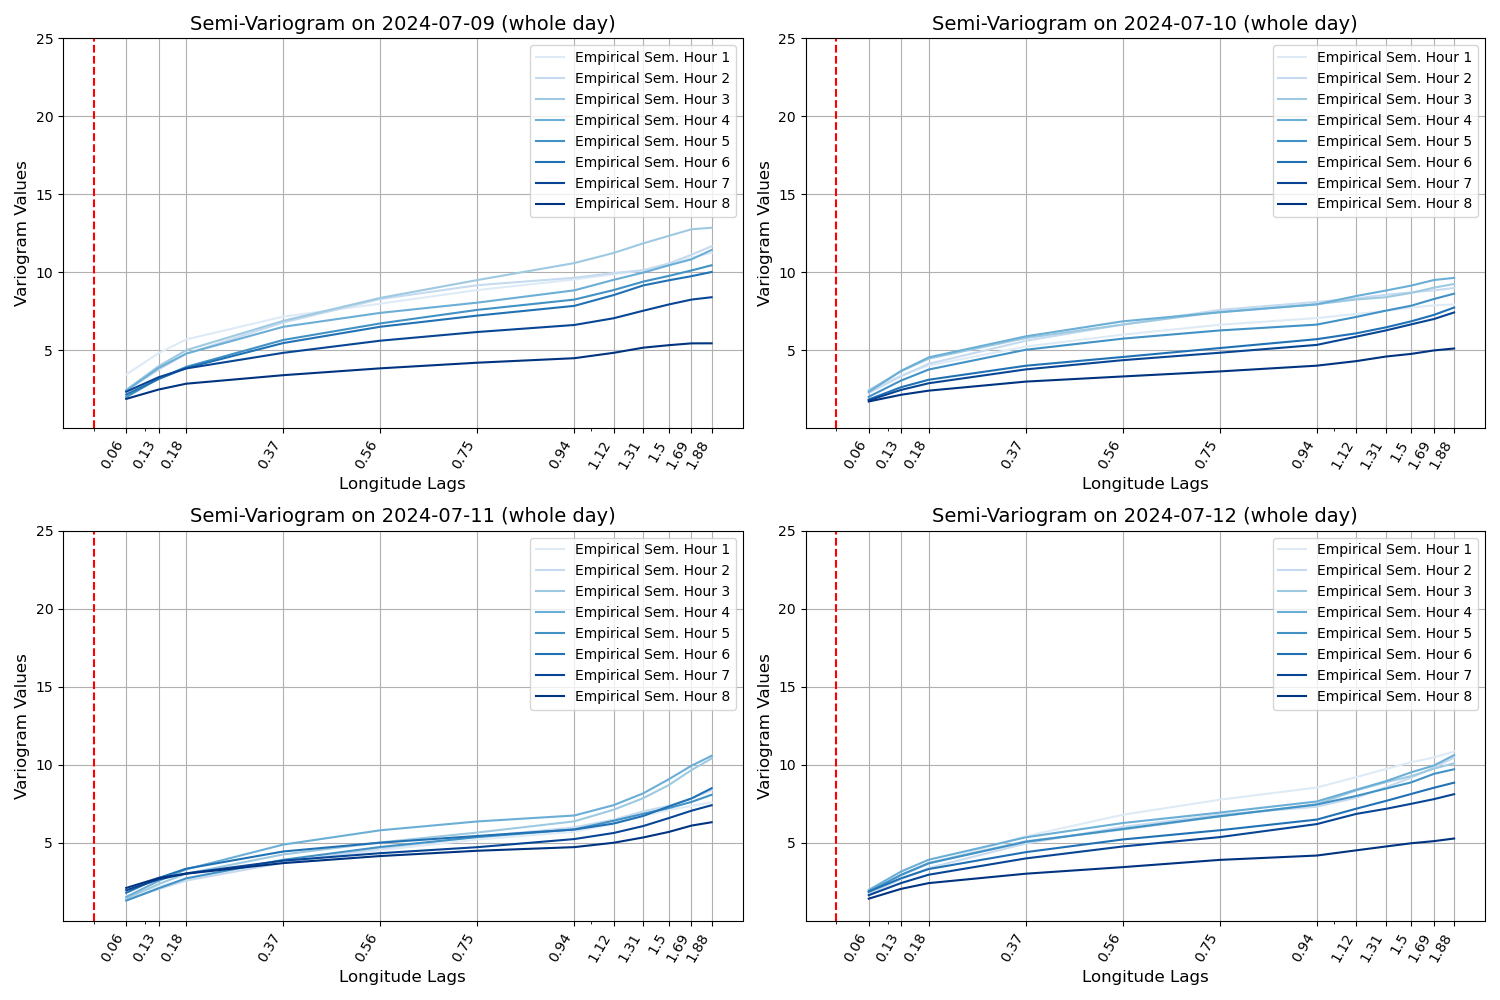 Semi-Variogram on 2024-07-09 (whole day)
25
20
15
10
5
Variogram Values
Empirical Sem. Hour 1
Empirical Sem. Hour 2
Empirical Sem. Hour 3
Empirical Sem. Hour 4
Empirical Sem. Hour 5
Empirical Sem. Hour 6
Empirical Sem. Hour 7
Empirical Sem. Hour 8
0.06 0.13 0.18 0.37 0.56 0.75 0.94 1.12 1.31 1.5 1.69 1.88
Longitude Lags
Semi-Variogram on 2024-07-10 (whole day)
25
20
15
10
5
Variogram Values
Empirical Sem. Hour 1
Empirical Sem. Hour 2
Empirical Sem. Hour 3
Empirical Sem. Hour 4
Empirical Sem. Hour 5
Empirical Sem. Hour 6
Empirical Sem. Hour 7
Empirical Sem. Hour 8
0.06 0.13 0.18 0.37 0.56 0.75 0.94 1.12 1.31 1.5 1.69 1.88
Longitude Lags
Semi-Variogram on 2024-07-11 (whole day)
25
20
15
10
5
Variogram Values
Empirical Sem. Hour 1
Empirical Sem. Hour 2
Empirical Sem. Hour 3
Empirical Sem. Hour 4
Empirical Sem. Hour 5
Empirical Sem. Hour 6
Empirical Sem. Hour 7
Empirical Sem. Hour 8
0.06 0.13 0.18 0.37 0.56 0.75 0.94 1.12 1.31 1.5 1.69 1.88
Longitude Lags
Semi-Variogram on 2024-07-12 (whole day)
25
20
15
10
5
Variogram Values
Empirical Sem. Hour 1
Empirical Sem. Hour 2
Empirical Sem. Hour 3
Empirical Sem. Hour 4
Empirical Sem. Hour 5
Empirical Sem. Hour 6
Empirical Sem. Hour 7
Empirical Sem. Hour 8
0.06 0.13 0.18 0.37 0.56 0.75 0.94 1.12 1.31 1.5 1.69 1.88
Longitude Lags